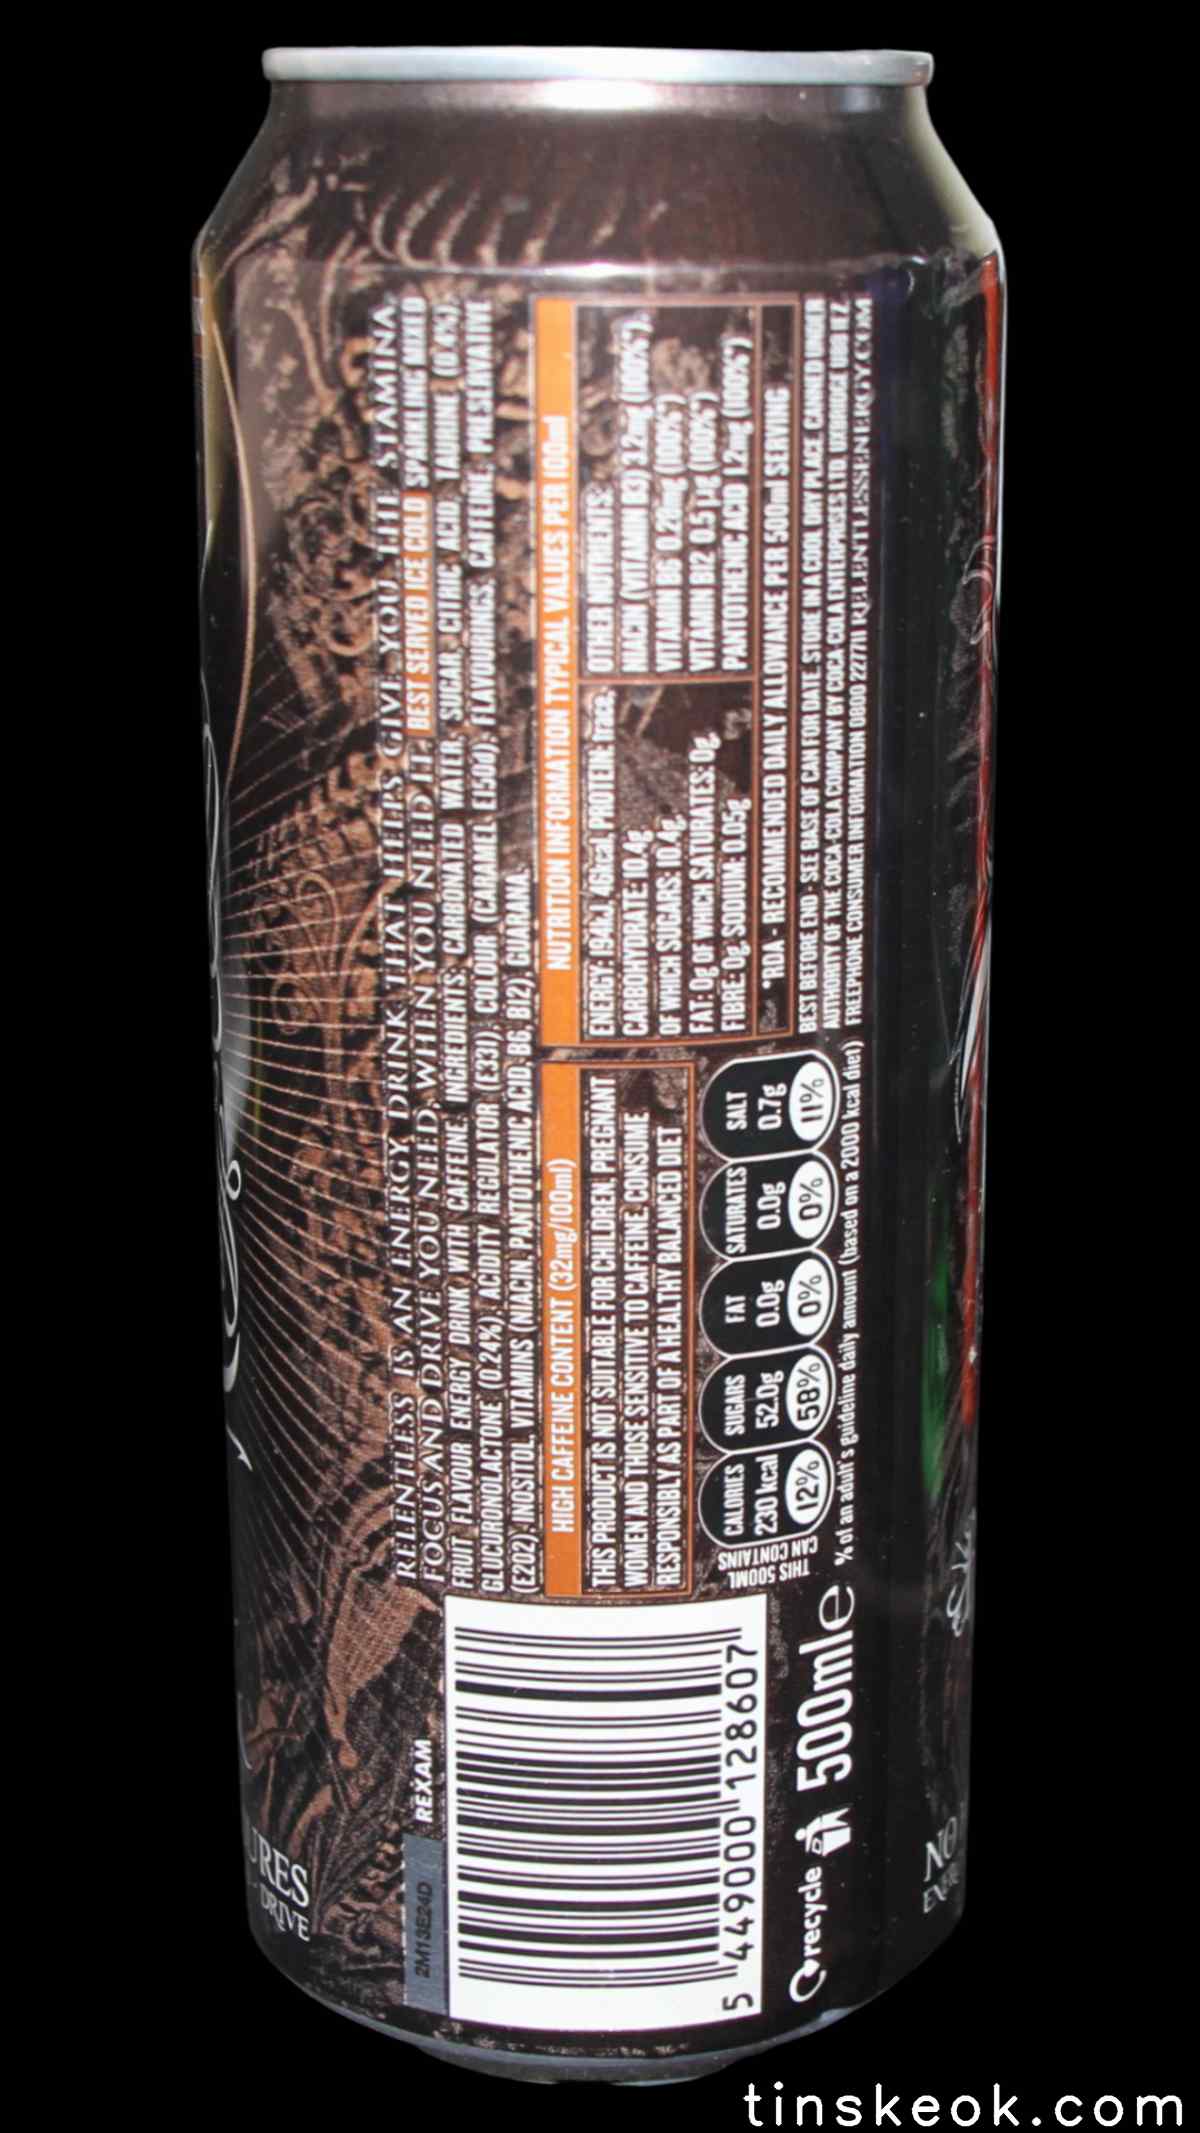 RELENTLESS IS AN ENERGY DRINK THAT HELPS GIVE YOU THE STAMINA,
FOCUS AND DRIVE YOU NEED, WHEN YOU NEED IT. BEST SERVED ICE COLD SPARKLING MIXED
FRUIT FLAVOUR ENERGY DRINK WITH CAFFEINE. INGREDIENTS: CARBONATED WATER, SUGAR, CITRIC ACID, TAURINE (0.4%),
GLUCURONOLACTONE (0.24%), ACIDITY REGULATOR (E331), COLOUR (CARAMEL E150d), FLAVOURINGS, CAFFEINE, PRESERVATIVE
(E202), INOSITOL, VITAMINS (NIACIN, PANTOTHENIC ACID, B6, B12), GUARANA.
HIGH CAFFEINE CONTENT (32mg/100ml)
THIS PRODUCT IS NOT SUITABLE FOR CHILDREN, PREGNANT
WOMEN AND THOSE SENSITIVE TO CAFFEINE. CONSUME
RESPONSIBLY AS PART OF A HEALTHY BALANCED DIET
NUTRITION INFORMATION TYPICAL VALUES PER 100ml
ENERGY: 194kJ, 46kcal, PROTEIN: trace,
CARBOHYDRATE: 10.4g,
OF WHICH SUGARS: 10.4g,
FAT: 0g OF WHICH SATURATES: 0g,
FIBRE: 0g, SODIUM: 0.05g
OTHER NUTRIENTS:
NIACIN (VITAMIN B3) 3.2mg (100%*),
VITAMIN B6 0.28mg (100%*)
VITAMIN B12 0.5µg (100%*)
PANTOTHENIC ACID 1.2mg (100%*)
*RDA - RECOMMENDED DAILY ALLOWANCE PER 500ml SERVING
BEST BEFORE END - SEE BASE OF CAN FOR DATE. STORE IN A COOL, DRY PLACE. CANNED UNDER
AUTHORITY OF THE COCA-COLA COMPANY BY COCA-COLA ENTERPRISES LTD, UXBRIDGE UB8 1EZ.
FREEPHONE CONSUMER INFORMATION 0800 227711 RELENTLESSENERGY.COM
THIS 500ML
CAN CONTAINS
CALORIES
230 kcal
12%
SUGARS
52.0g
58%
FAT
0.0g
0%
SATURATES
0.0g
0%
SALT
0.7g
11%
% of an adult's guideline daily amount (based on a 2000 kcal diet)
REXAM
2M13E24D
5 449000 128607
recycle
500ml e
URES
DRIVE
NO
tinskeok.com